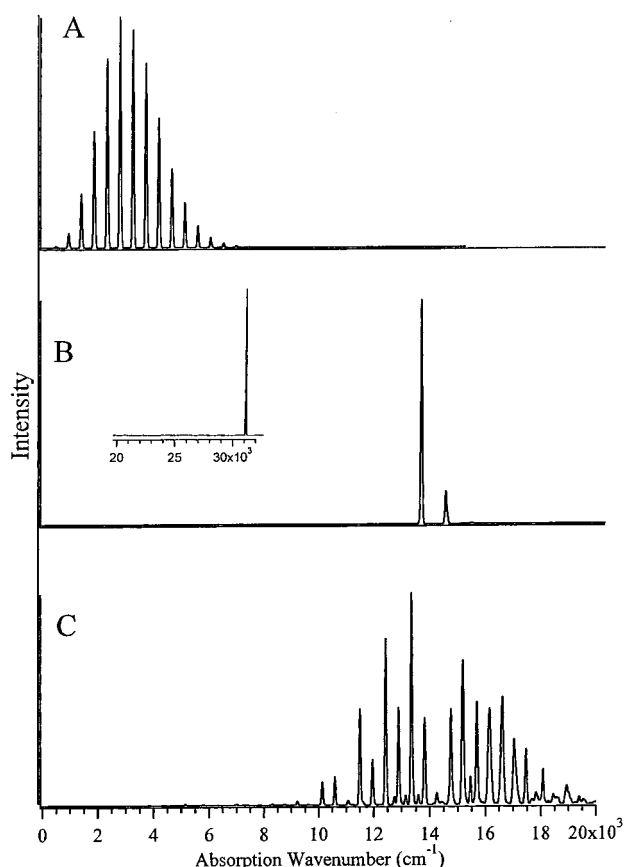 A
B
20 25 30x10³
Intensity
C
0 2 4 6 8 10 12 14 16 18 20x10³
Absorption Wavenumber (cm⁻¹)